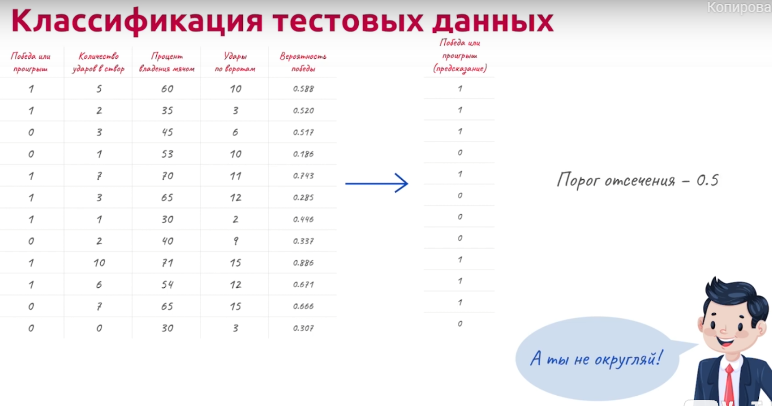 Классификация тестовых данных
Копирова
Победа или проигрыш Количество ударов в створ Процент владения мячом Удары по воротам Вероятность победы
1 5 60 10 0.588
1 2 35 3 0.520
0 3 45 6 0.517
0 1 53 10 0.186
1 7 70 11 0.743
1 3 65 12 0.285
1 1 30 2 0.446
0 2 40 9 0.337
1 10 71 15 0.886
1 6 54 12 0.671
0 7 65 15 0.666
0 0 30 3 0.307
Победа или
проигрыш
(предсказание)
1
1
1
0
1
0
0
0
1
1
1
0
Порог отсечения – 0.5
А ты не округляй!